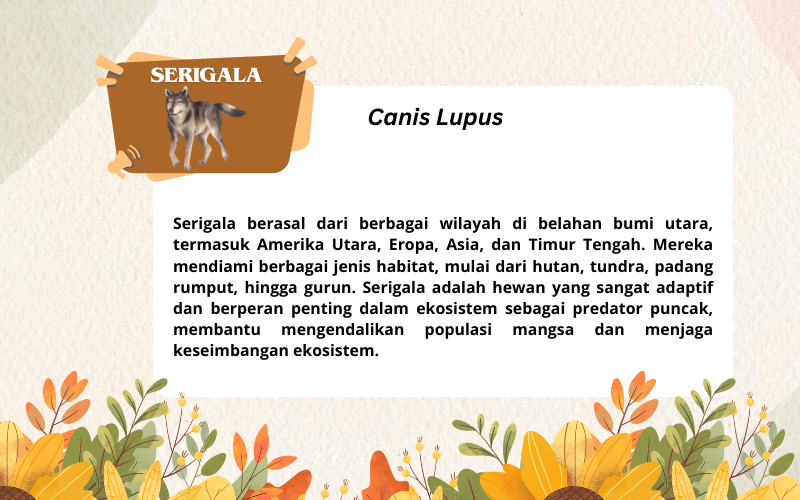 SERIGALA
Canis Lupus
Serigala berasal dari berbagai wilayah di belahan bumi utara,
termasuk Amerika Utara, Eropa, Asia, dan Timur Tengah. Mereka
mendiami berbagai jenis habitat, mulai dari hutan, tundra, padang
rumput, hingga gurun. Serigala adalah hewan yang sangat adaptif
dan berperan penting dalam ekosistem sebagai predator puncak,
membantu mengendalikan populasi mangsa dan menjaga
keseimbangan ekosistem.